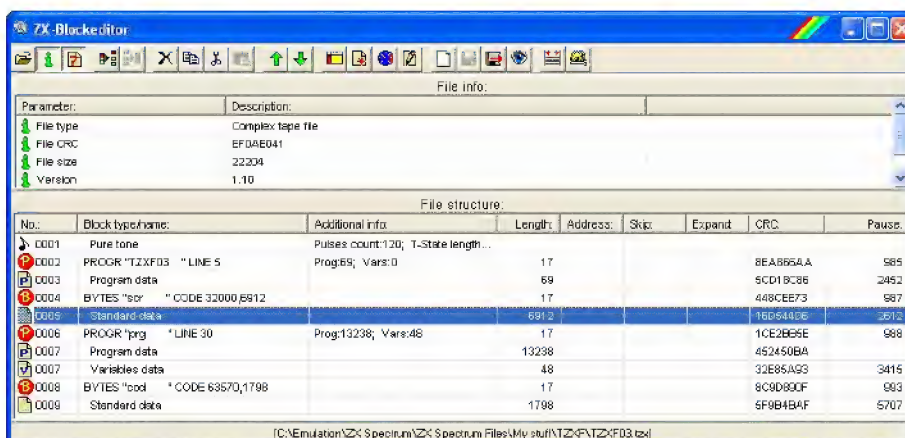 ZX-Blockeditor
File info:
Parameter: Description:
File type Complex tape file
File CRC EF0AE041
File size 22204
Version 1.10
File structure:
No.: Block type/name: Additional info: Length: Address: Skip: Expand CRC: Pause:
0001 Pure tone Pulses count:120; T-State length...
0002 PROGR "TZXF03 " LINE 5 Prog:69; Vars:0 17 8EA866AA 985
0003 Program data 69 5CD18C86 2452
0004 BYTES "scr " CODE 32000,6912 17 448CEE73 987
0005 Standard data 6912 2612
0006 PROGR "prg " LINE 30 Prog:13238; Vars:48 17 1CE2BB5E 988
0007 Program data 13238 452450BA
0007 Variables data 48 32E85A93 3415
0008 BYTES "cod " CODE 63570,1798 17 8C9D890F 993
0009 Standard data 1798 5F9B4BAF 5707
[C:\Emulation\ZX Spectrum\ZX Spectrum Files\My stuff\TZXF\TZXF03.tzx]